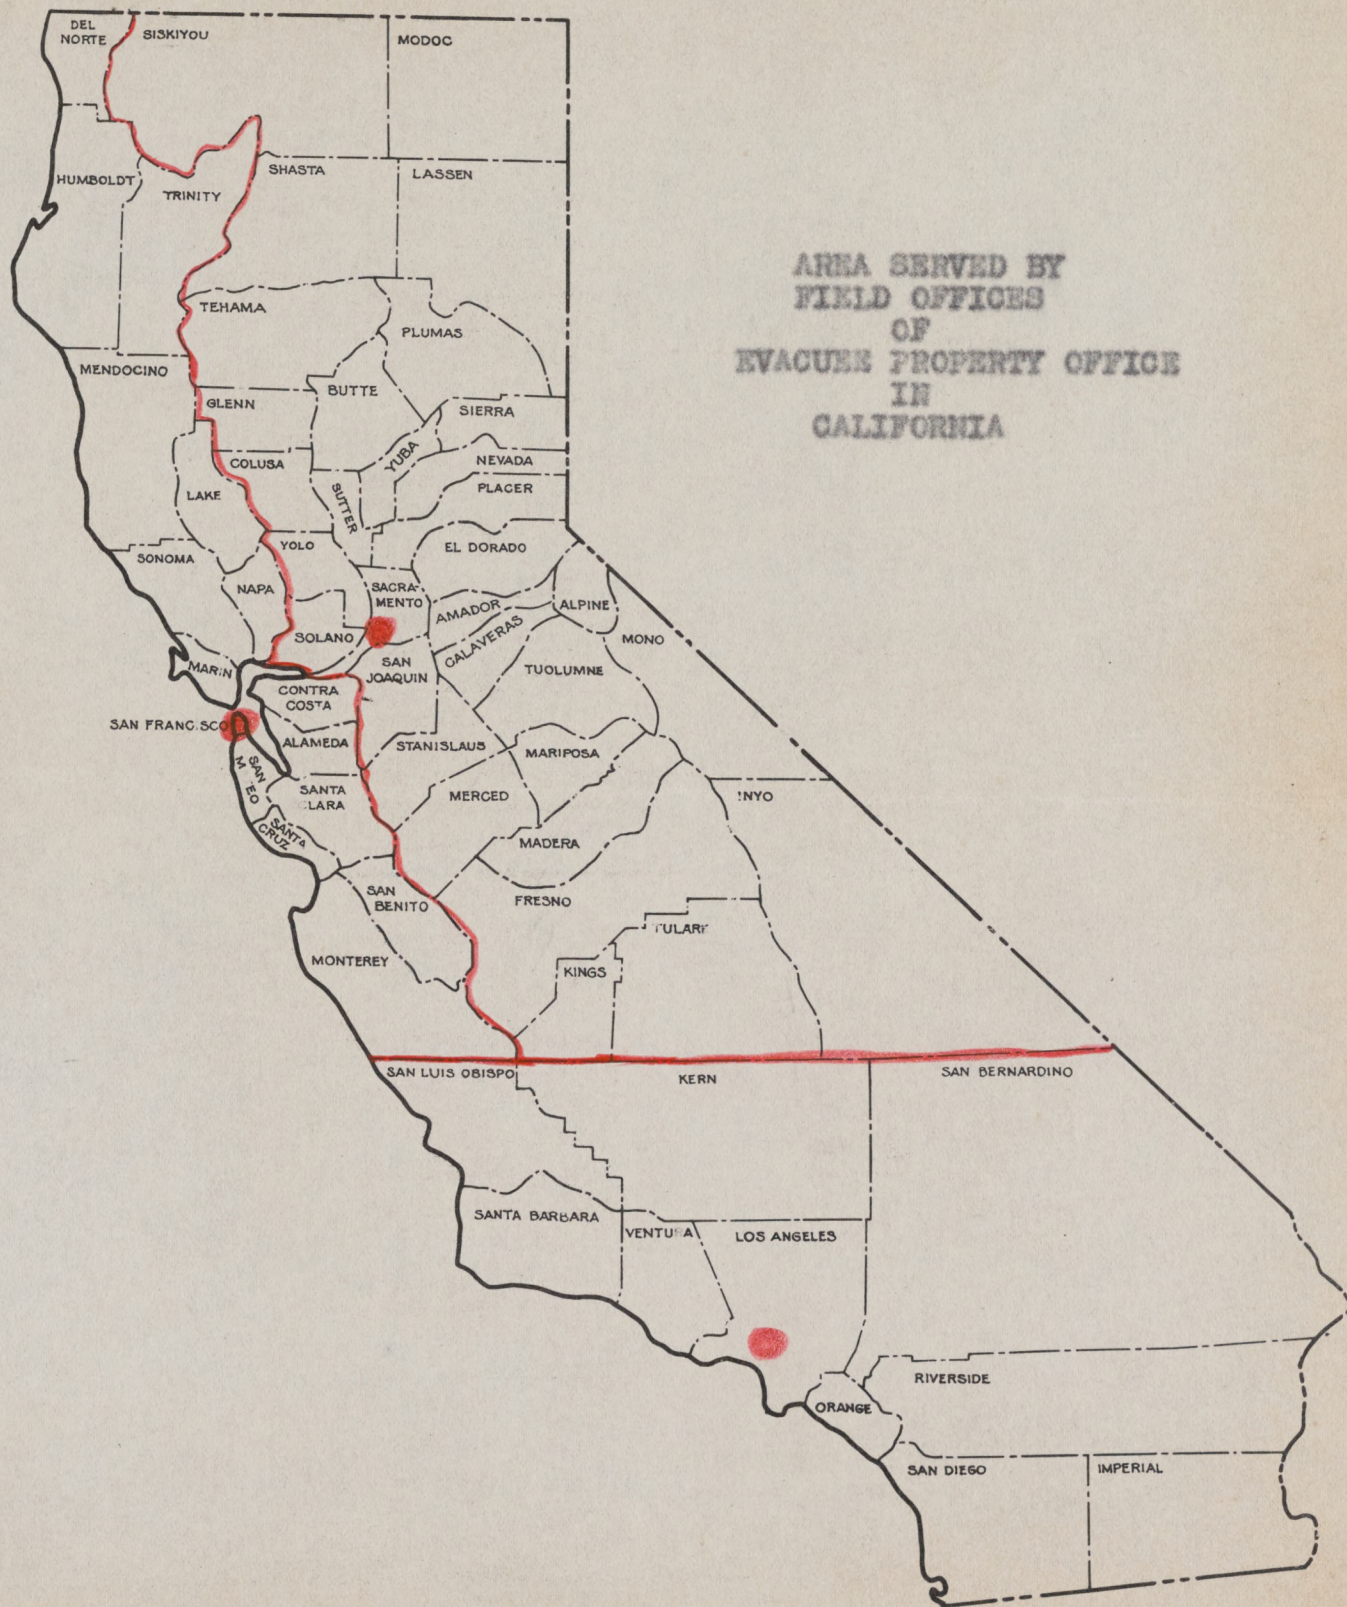 DEL
NORTE
SISKIYOU
MODOC
HUMBOLDT
TRINITY
SHASTA
LASSEN
AREA SERVED BY
FIELD OFFICES
OF
EVACUEE PROPERTY OFFICE
IN
CALIFORNIA
TEHAMA
PLUMAS
MENDOCINO
GLENN
BUTTE
SIERRA
COLUSA
YUBA
NEVADA
LAKE
SUTTER
PLACER
SONOMA
YOLO
EL DORADO
NAPA
SACRA-
MENTO
AMADOR
ALPINE
SOLANO
CALAVERAS
MONO
MARIN
SAN
JOAQUIN
TUOLUMNE
CONTRA
COSTA
SAN FRANCISCO
ALAMEDA
STANISLAUS
MARIPOSA
SAN
M EO
SANTA
LARA
MERCED
INYO
SANTA
CRUZ
MADERA
SAN
BENITO
FRESNO
TULARE
MONTEREY
KINGS
SAN LUIS OBISPO
KERN
SAN BERNARDINO
SANTA BARBARA
VENTURA
LOS ANGELES
RIVERSIDE
ORANGE
SAN DIEGO
IMPERIAL